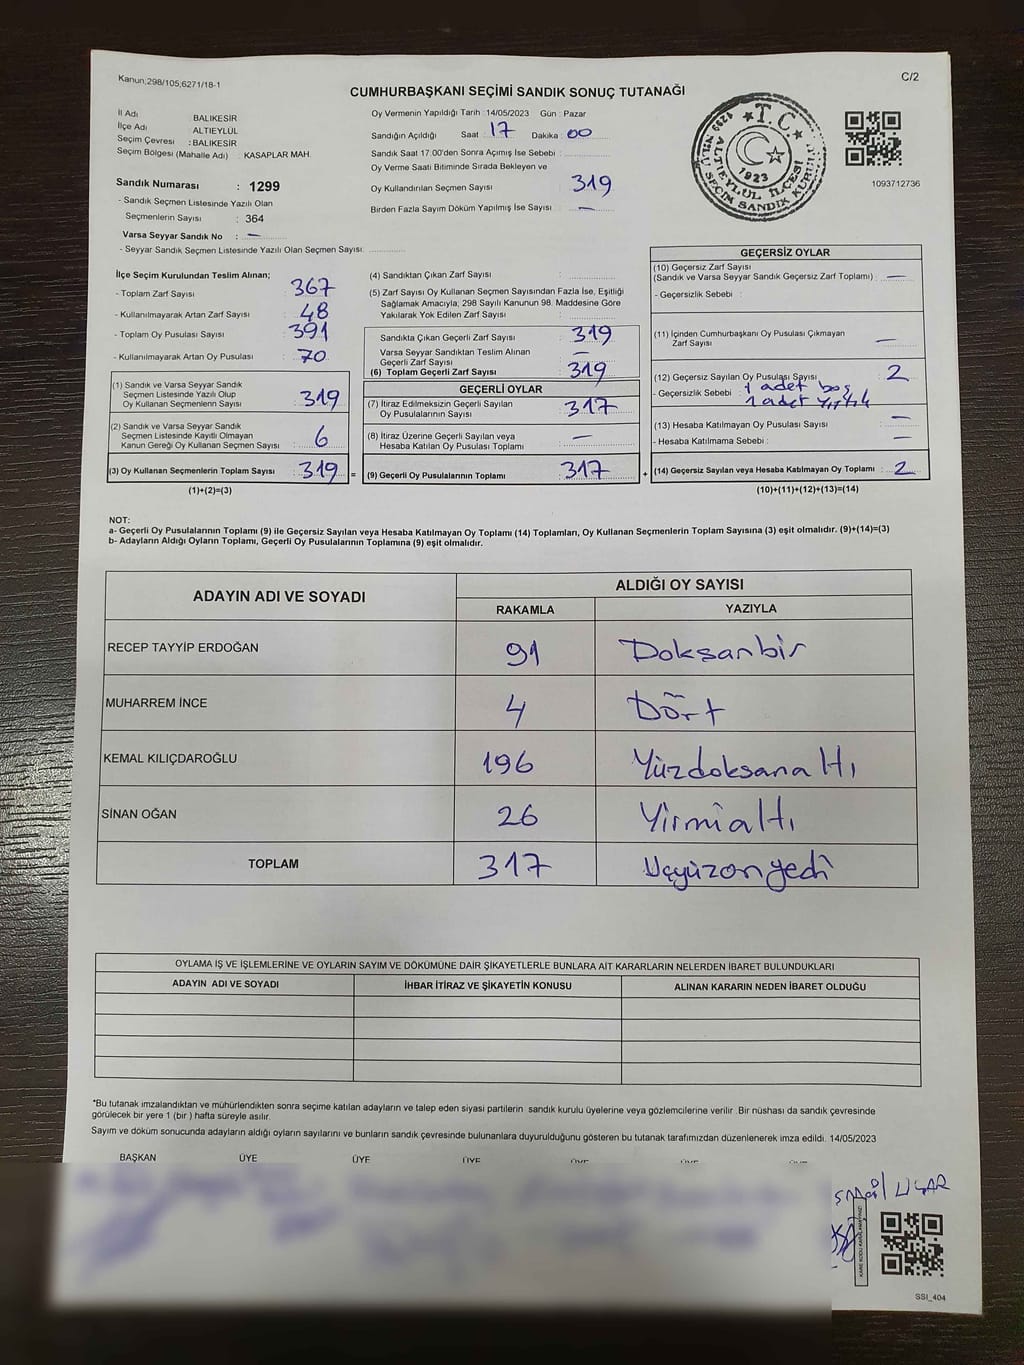 Kanun;298/105,6271/18-1
C/2
CUMHURBAŞKANI SEÇİMİ SANDIK SONUÇ TUTANAĞI
İl Adı : BALIKESİR
İlçe Adı : ALTIEYLÜL
Seçim Çevresi : BALIKESİR
Seçim Bölgesi (Mahalle Adı) : KASAPLAR MAH.
Sandık Numarası : 1299
- Sandık Seçmen Listesinde Yazılı Olan
Seçmenlerin Sayısı : 364
Varsa Seyyar Sandık No : —
- Seyyar Sandık Seçmen Listesinde Yazılı Olan Seçmen Sayısı:
Oy Vermenin Yapıldığı Tarih : 14/05/2023 Gün : Pazar
Sandığın Açıldığı Saat : 17 Dakika : 00
Sandık Saat 17.00'den Sonra Açımış İse Sebebi :
Oy Verme Saati Bitiminde Sırada Bekleyen ve
Oy Kullandırılan Seçmen Sayısı : 319
Birden Fazla Sayım Döküm Yapılmış İse Sayısı : —
T.C
1923
1299 NOLU SEÇİM SANDIK KURULU
ALTIEYLÜL İLÇESİ
1093712736
İlçe Seçim Kurulundan Teslim Alınan;
- Toplam Zarf Sayısı : 367
- Kullanılmayarak Artan Zarf Sayısı : 48
- Toplam Oy Pusulası Sayısı : 391
- Kullanılmayarak Artan Oy Pusulası : 70
(1) Sandık ve Varsa Seyyar Sandık
Seçmen Listesinde Yazılı Olup
Oy Kullanan Seçmenlerin Sayısı : 319
(2) Sandık ve Varsa Seyyar Sandık
Seçmen Listesinde Kayıtlı Olmayan
Kanun Gereği Oy Kullanan Seçmen Sayısı : 6
(3) Oy Kullanan Seçmenlerin Toplam Sayısı : 319
(1)+(2)=(3)
(4) Sandıktan Çıkan Zarf Sayısı :
(5) Zarf Sayısı Oy Kullanan Seçmen Sayısından Fazla İse, Eşitliği
Sağlamak Amacıyla; 298 Sayılı Kanunun 98. Maddesine Göre
Yakılarak Yok Edilen Zarf Sayısı :
Sandıkta Çıkan Geçerli Zarf Sayısı : 319
Varsa Seyyar Sandıktan Teslim Alınan
Geçerli Zarf Sayısı : —
(6) Toplam Geçerli Zarf Sayısı : 319
GEÇERLİ OYLAR
(7) İtiraz Edilmeksizin Geçerli Sayılan
Oy Pusulalarının Sayısı : 317
(8) İtiraz Üzerine Geçerli Sayılan veya
Hesaba Katılan Oy Pusulası Toplamı : —
= (9) Geçerli Oy Pusulalarının Toplamı : 317
GEÇERSİZ OYLAR
(10) Geçersiz Zarf Sayısı
(Sandık ve Varsa Seyyar Sandık Geçersiz Zarf Toplamı) : —
- Geçersizlik Sebebi :
(11) İçinden Cumhurbaşkanı Oy Pusulası Çıkmayan
Zarf Sayısı : —
(12) Geçersiz Sayılan Oy Pusulası Sayısı : 2
- Geçersizlik Sebebi : 1 adet boş
1 adet yırtık
(13) Hesaba Katılmayan Oy Pusulası Sayısı : —
- Hesaba Katılmama Sebebi : —
+ (14) Geçersiz Sayılan veya Hesaba Katılmayan Oy Toplamı : 2
(10)+(11)+(12)+(13)=(14)
NOT:
a- Geçerli Oy Pusulalarının Toplamı (9) ile Geçersiz Sayılan veya Hesaba Katılmayan Oy Toplamı (14) Toplamları, Oy Kullanan Seçmenlerin Toplam Sayısına (3) eşit olmalıdır. (9)+(14)=(3)
b- Adayların Aldığı Oyların Toplamı, Geçerli Oy Pusulalarının Toplamına (9) eşit olmalıdır.
ADAYIN ADI VE SOYADI
ALDIĞI OY SAYISI
RAKAMLA YAZIYLA
RECEP TAYYİP ERDOĞAN 91 Doksanbir
MUHARREM İNCE 4 Dört
KEMAL KILIÇDAROĞLU 196 Yüzdoksanaltı
SİNAN OĞAN 26 Yirmialtı
TOPLAM 317 Üçyüzonyedi
OYLAMA İŞ VE İŞLEMLERİNE VE OYLARIN SAYIM VE DÖKÜMÜNE DAİR ŞİKAYETLERLE BUNLARA AİT KARARLARIN NELERDEN İBARET BULUNDUKLARI
ADAYIN ADI VE SOYADI İHBAR İTİRAZ VE ŞİKAYETİN KONUSU ALINAN KARARIN NEDEN İBARET OLDUĞU
*Bu tutanak imzalandıktan ve mühürlendikten sonra seçime katılan adayların ve talep eden siyasi partilerin sandık kurulu üyelerine veya gözlemcilerine verilir. Bir nüshası da sandık çevresinde
görülecek bir yere 1 (bir ) hafta süreyle asılır.
Sayım ve döküm sonucunda adayların aldığı oyların sayılarını ve bunların sandık çevresinde bulunanlara duyurulduğunu gösteren bu tutanak tarafımızdan düzenlenerek imza edildi. 14/05/2023
BAŞKAN ÜYE ÜYE ÜYE ÜYE ÜYE ÜYE
UÇAR
SSI_404